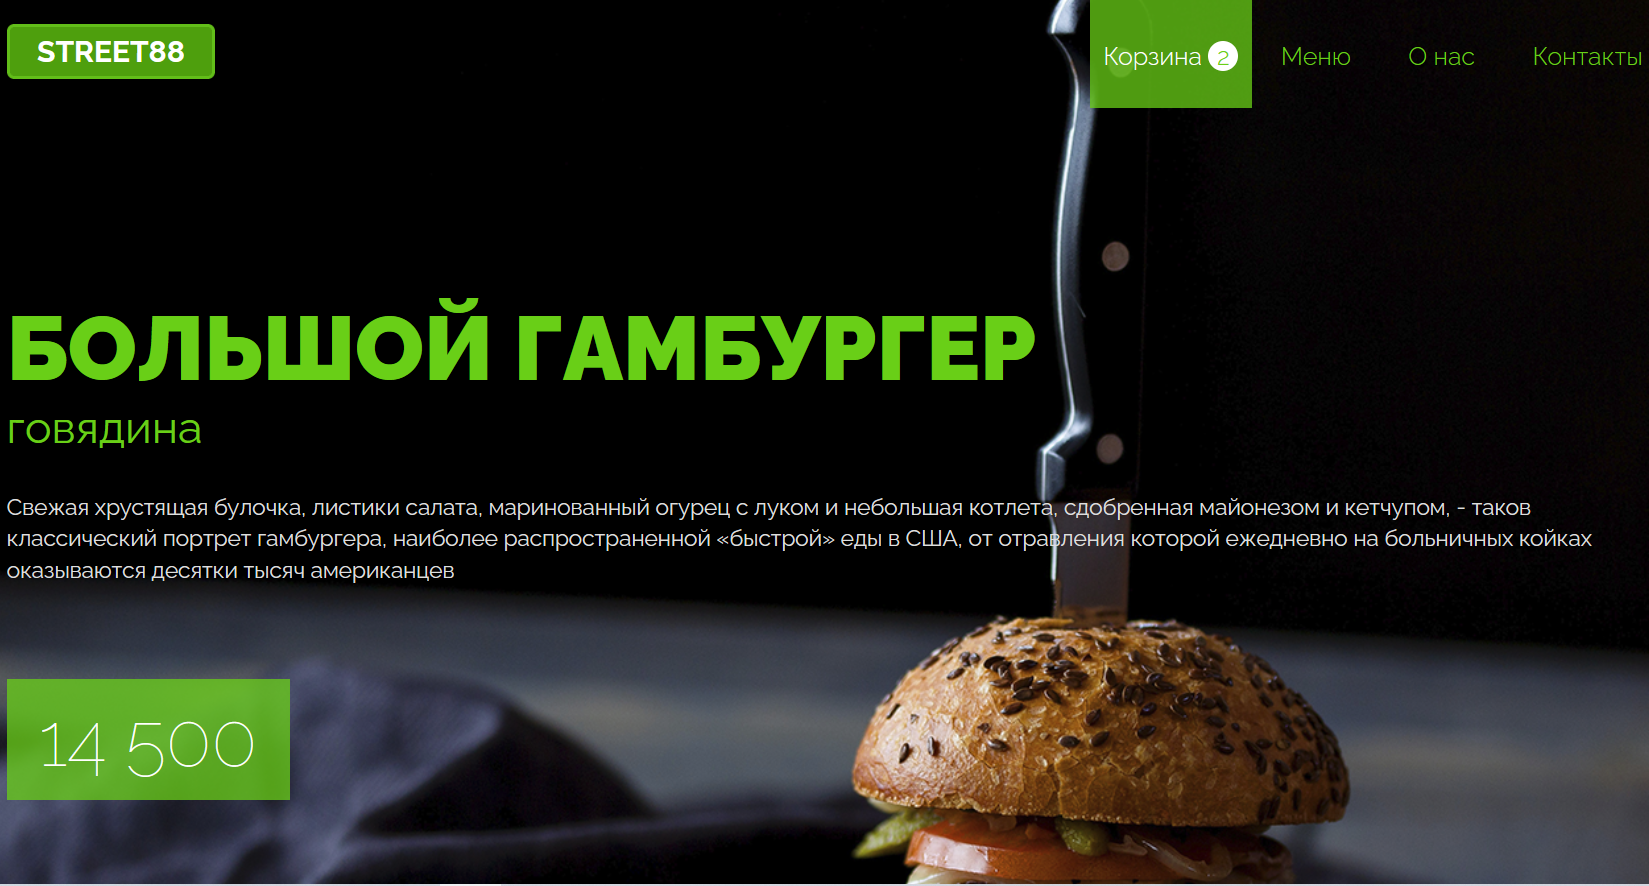 STREET88
Корзина 2 Меню О нас Контакты
БОЛЬШОЙ ГАМБУРГЕР
говядина
Свежая хрустящая булочка, листики салата, маринованный огурец с луком и небольшая котлета, сдобренная майонезом и кетчупом, - таков
классический портрет гамбургера, наиболее распространенной «быстрой» еды в США, от отравления которой ежедневно на больничных койках
оказываются десятки тысяч американцев
14 500